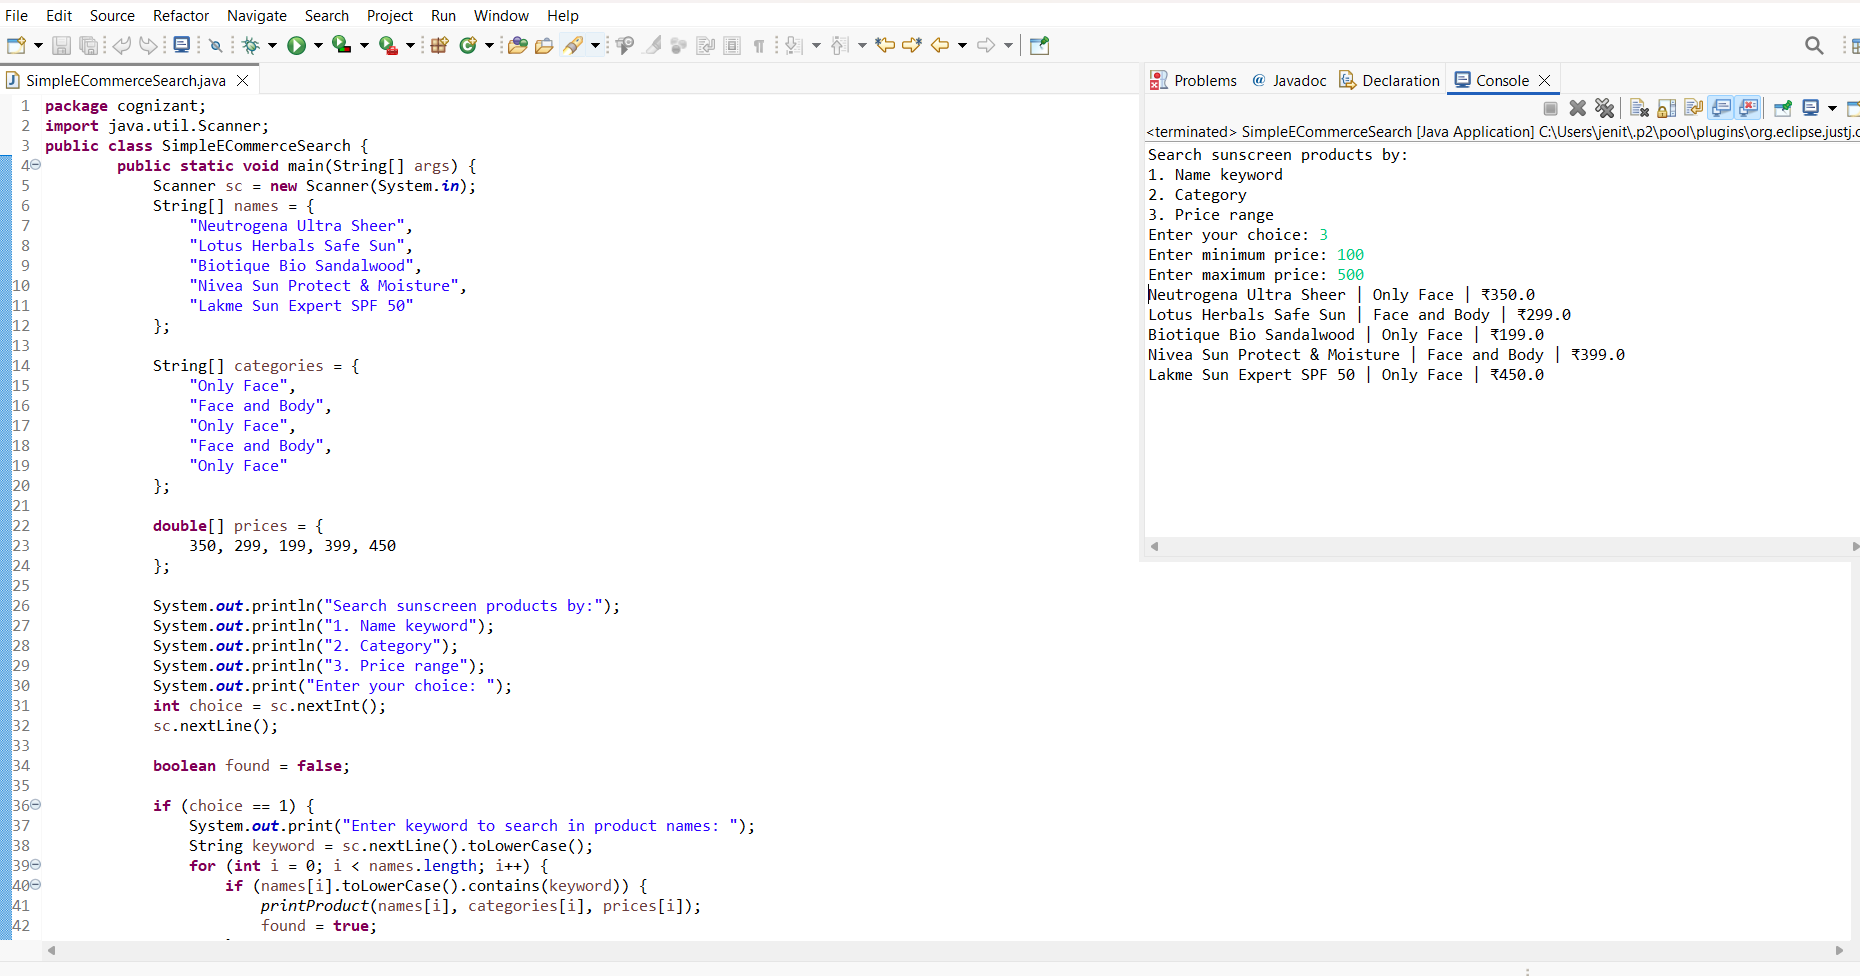 File Edit Source Refactor Navigate Search Project Run Window Help
SimpleECommerceSearch.java
1 package cognizant;
2 import java.util.Scanner;
3 public class SimpleECommerceSearch {
4 public static void main(String[] args) {
5 Scanner sc = new Scanner(System.in);
6 String[] names = {
7 "Neutrogena Ultra Sheer",
8 "Lotus Herbals Safe Sun",
9 "Biotique Bio Sandalwood",
10 "Nivea Sun Protect & Moisture",
11 "Lakme Sun Expert SPF 50"
12 };
13
14 String[] categories = {
15 "Only Face",
16 "Face and Body",
17 "Only Face",
18 "Face and Body",
19 "Only Face"
20 };
21
22 double[] prices = {
23 350, 299, 199, 399, 450
24 };
25
26 System.out.println("Search sunscreen products by:");
27 System.out.println("1. Name keyword");
28 System.out.println("2. Category");
29 System.out.println("3. Price range");
30 System.out.print("Enter your choice: ");
31 int choice = sc.nextInt();
32 sc.nextLine();
33
34 boolean found = false;
35
36 if (choice == 1) {
37 System.out.print("Enter keyword to search in product names: ");
38 String keyword = sc.nextLine().toLowerCase();
39 for (int i = 0; i < names.length; i++) {
40 if (names[i].toLowerCase().contains(keyword)) {
41 printProduct(names[i], categories[i], prices[i]);
42 found = true;
Problems @ Javadoc Declaration Console
<terminated> SimpleECommerceSearch [Java Application] C:\Users\jenit\.p2\pool\plugins\org.eclipse.justj.c
Search sunscreen products by:
1. Name keyword
2. Category
3. Price range
Enter your choice: 3
Enter minimum price: 100
Enter maximum price: 500
Neutrogena Ultra Sheer | Only Face | ₹350.0
Lotus Herbals Safe Sun | Face and Body | ₹299.0
Biotique Bio Sandalwood | Only Face | ₹199.0
Nivea Sun Protect & Moisture | Face and Body | ₹399.0
Lakme Sun Expert SPF 50 | Only Face | ₹450.0